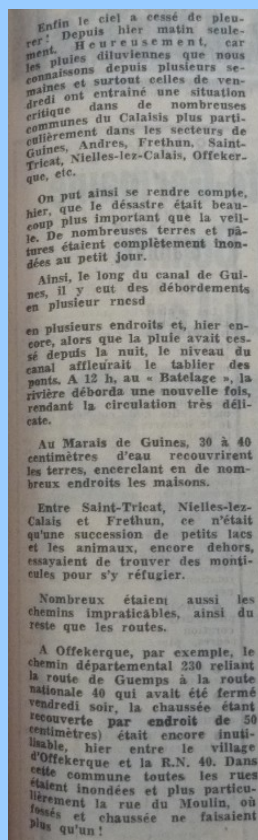 Enfin le ciel a cessé de pleu-
rer ! Depuis hier matin seule-
ment. Heureusement, car
les pluies diluviennes que nous
connaissons depuis plusieurs se-
maines et surtout celles de ven-
dredi ont entraîné une situation
critique dans de nombreuses
communes du Calaisis plus parti-
culièrement dans les secteurs de
Guines, Andres, Frethun, Saint-
Tricat, Nielles-lez-Calais, Offeker-
que, etc.
On put ainsi se rendre compte,
hier, que le désastre était beau-
coup plus important que la veil-
le. De nombreuses terres et pâ-
tures étaient complètement inon-
dées au petit jour.
Ainsi, le long du canal de Gui-
nes, il y eut des débordements
en plusieur rnesd
en plusieurs endroits et, hier en-
core, alors que la pluie avait ces-
sé depuis la nuit, le niveau du
canal affleurait le tablier des
ponts. A 12 h, au « Batelage », la
rivière déborda une nouvelle fois,
rendant la circulation très déli-
cate.
Au Marais de Guines, 30 à 40
centimètres d'eau recouvrirent
les terres, encerclant en de nom-
breux endroits les maisons.
Entre Saint-Tricat, Nielles-lez-
Calais et Frethun, ce n'était
qu'une succession de petits lacs
et les animaux, encore dehors,
essayaient de trouver des monti-
cules pour s'y réfugier.
Nombreux étaient aussi les
chemins impraticables, ainsi du
reste que les routes.
A Offekerque, par exemple, le
chemin départemental 230 reliant
la route de Guemps à la route
nationale 40 qui avait été fermé
vendredi soir, la chaussée étant
recouverte par endroit de 50
centimètres) était encore inuti-
lisable, hier entre le village
d'Offekerque et la R.N. 40. Dans
cette commune toutes les rues
étaient inondées et plus particu-
lièrement la rue du Moulin, où
fossés et chaussée ne faisaient
plus qu'un !